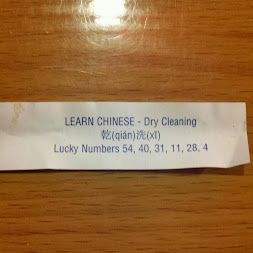 LEARN CHINESE - Dry Cleaning
乾(qián)洗(xǐ)
Lucky Numbers 54, 40, 31, 11, 28, 4